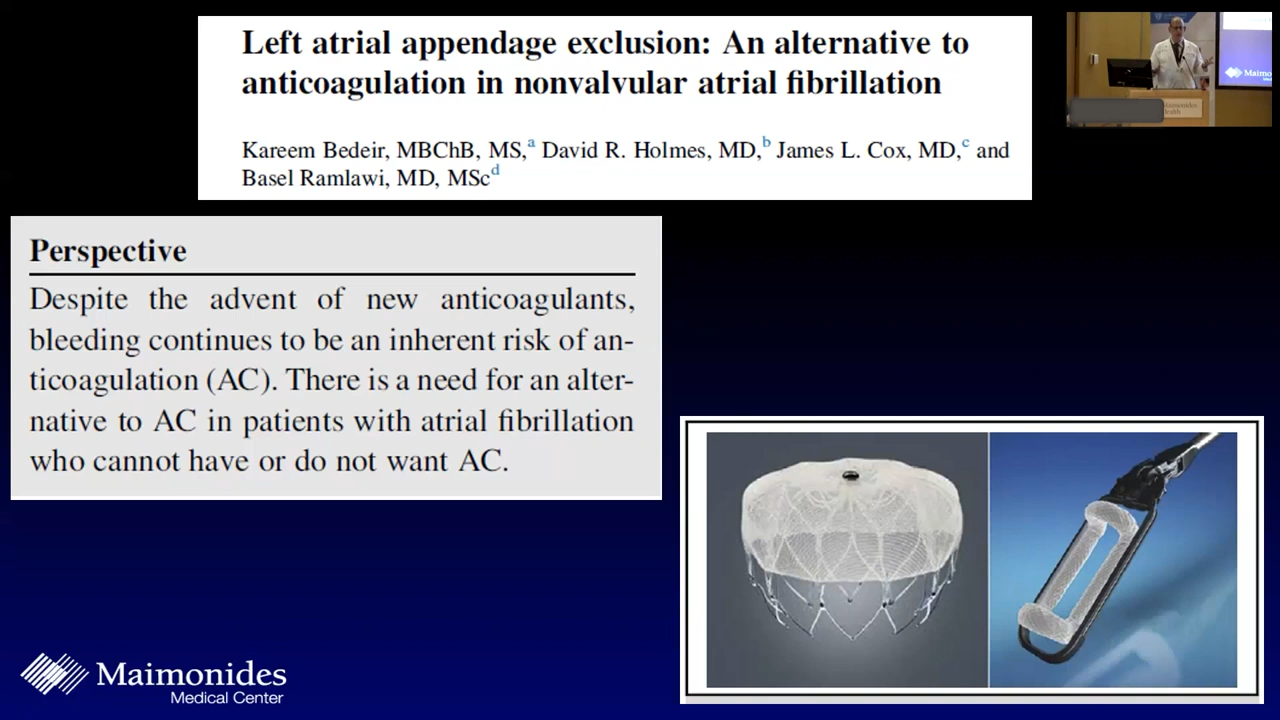 Left atrial appendage exclusion: An alternative to
anticoagulation in nonvalvular atrial fibrillation
Kareem Bedeir, MBChB, MS,a David R. Holmes, MD,b James L. Cox, MD,c and
Basel Ramlawi, MD, MScd
Perspective
Despite the advent of new anticoagulants,
bleeding continues to be an inherent risk of an-
ticoagulation (AC). There is a need for an alter-
native to AC in patients with atrial fibrillation
who cannot have or do not want AC.
Maimonides
Medical Center